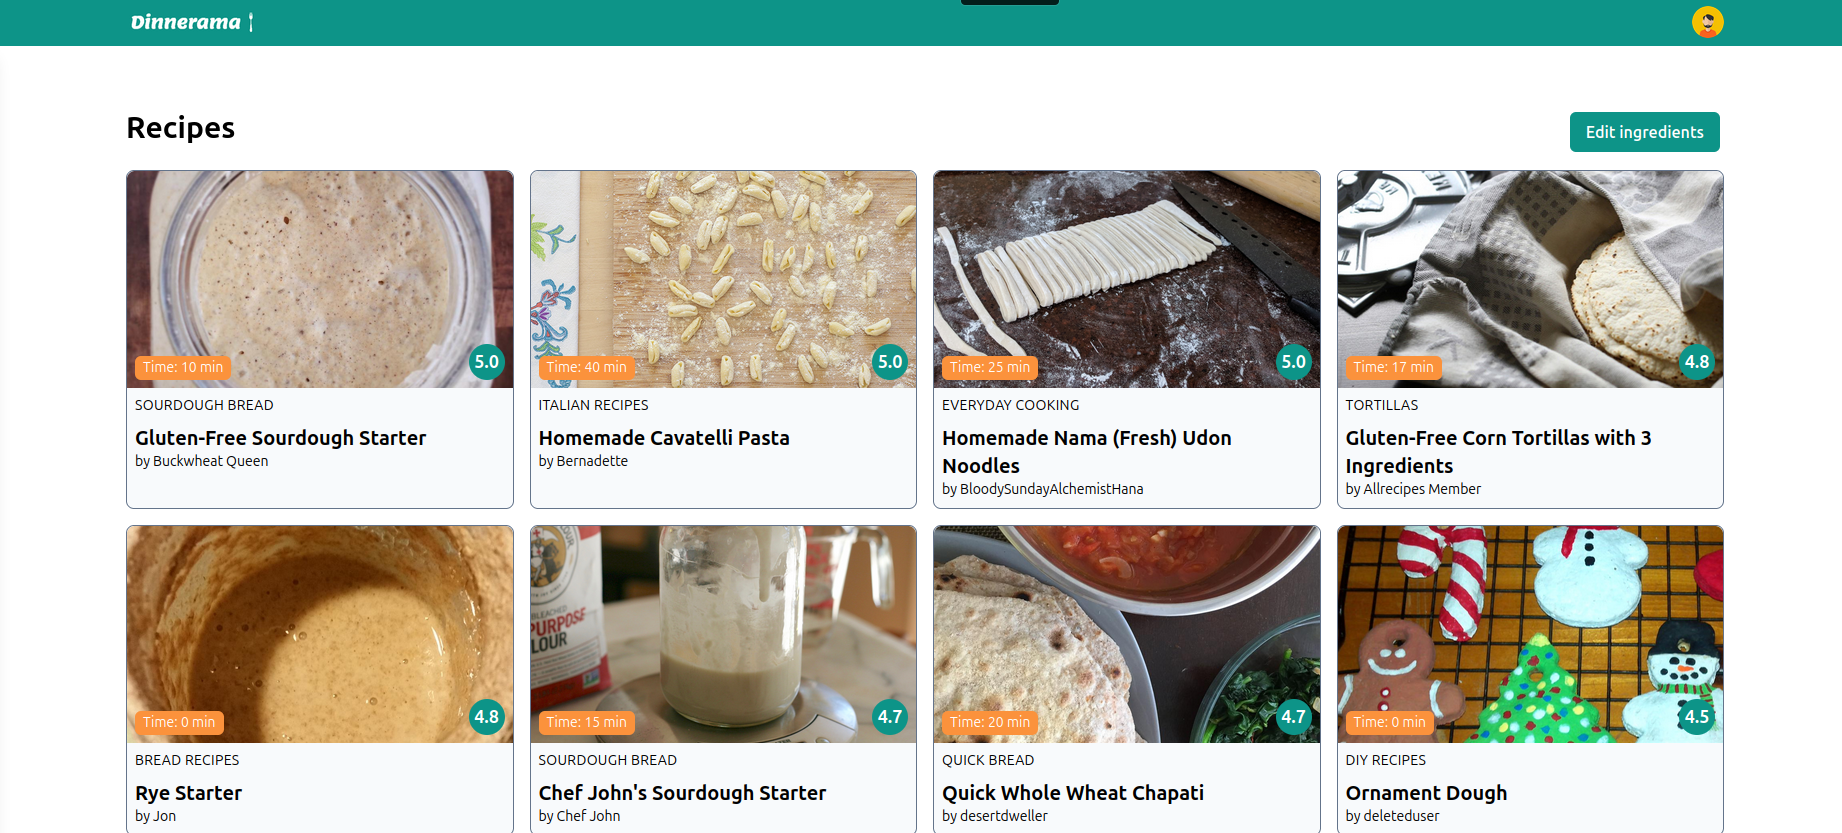 Dinnerama
Recipes
Edit ingredients
Time: 10 min
5.0
SOURDOUGH BREAD
Gluten-Free Sourdough Starter
by Buckwheat Queen
Time: 40 min
5.0
ITALIAN RECIPES
Homemade Cavatelli Pasta
by Bernadette
Time: 25 min
5.0
EVERYDAY COOKING
Homemade Nama (Fresh) Udon
Noodles
by BloodySundayAlchemistHana
Time: 17 min
4.8
TORTILLAS
Gluten-Free Corn Tortillas with 3
Ingredients
by Allrecipes Member
Time: 0 min
4.8
BREAD RECIPES
Rye Starter
by Jon
PURPOSE
Time: 15 min
4.7
SOURDOUGH BREAD
Chef John's Sourdough Starter
by Chef John
Time: 20 min
4.7
QUICK BREAD
Quick Whole Wheat Chapati
by desertdweller
Time: 0 min
4.5
DIY RECIPES
Ornament Dough
by deleteduser